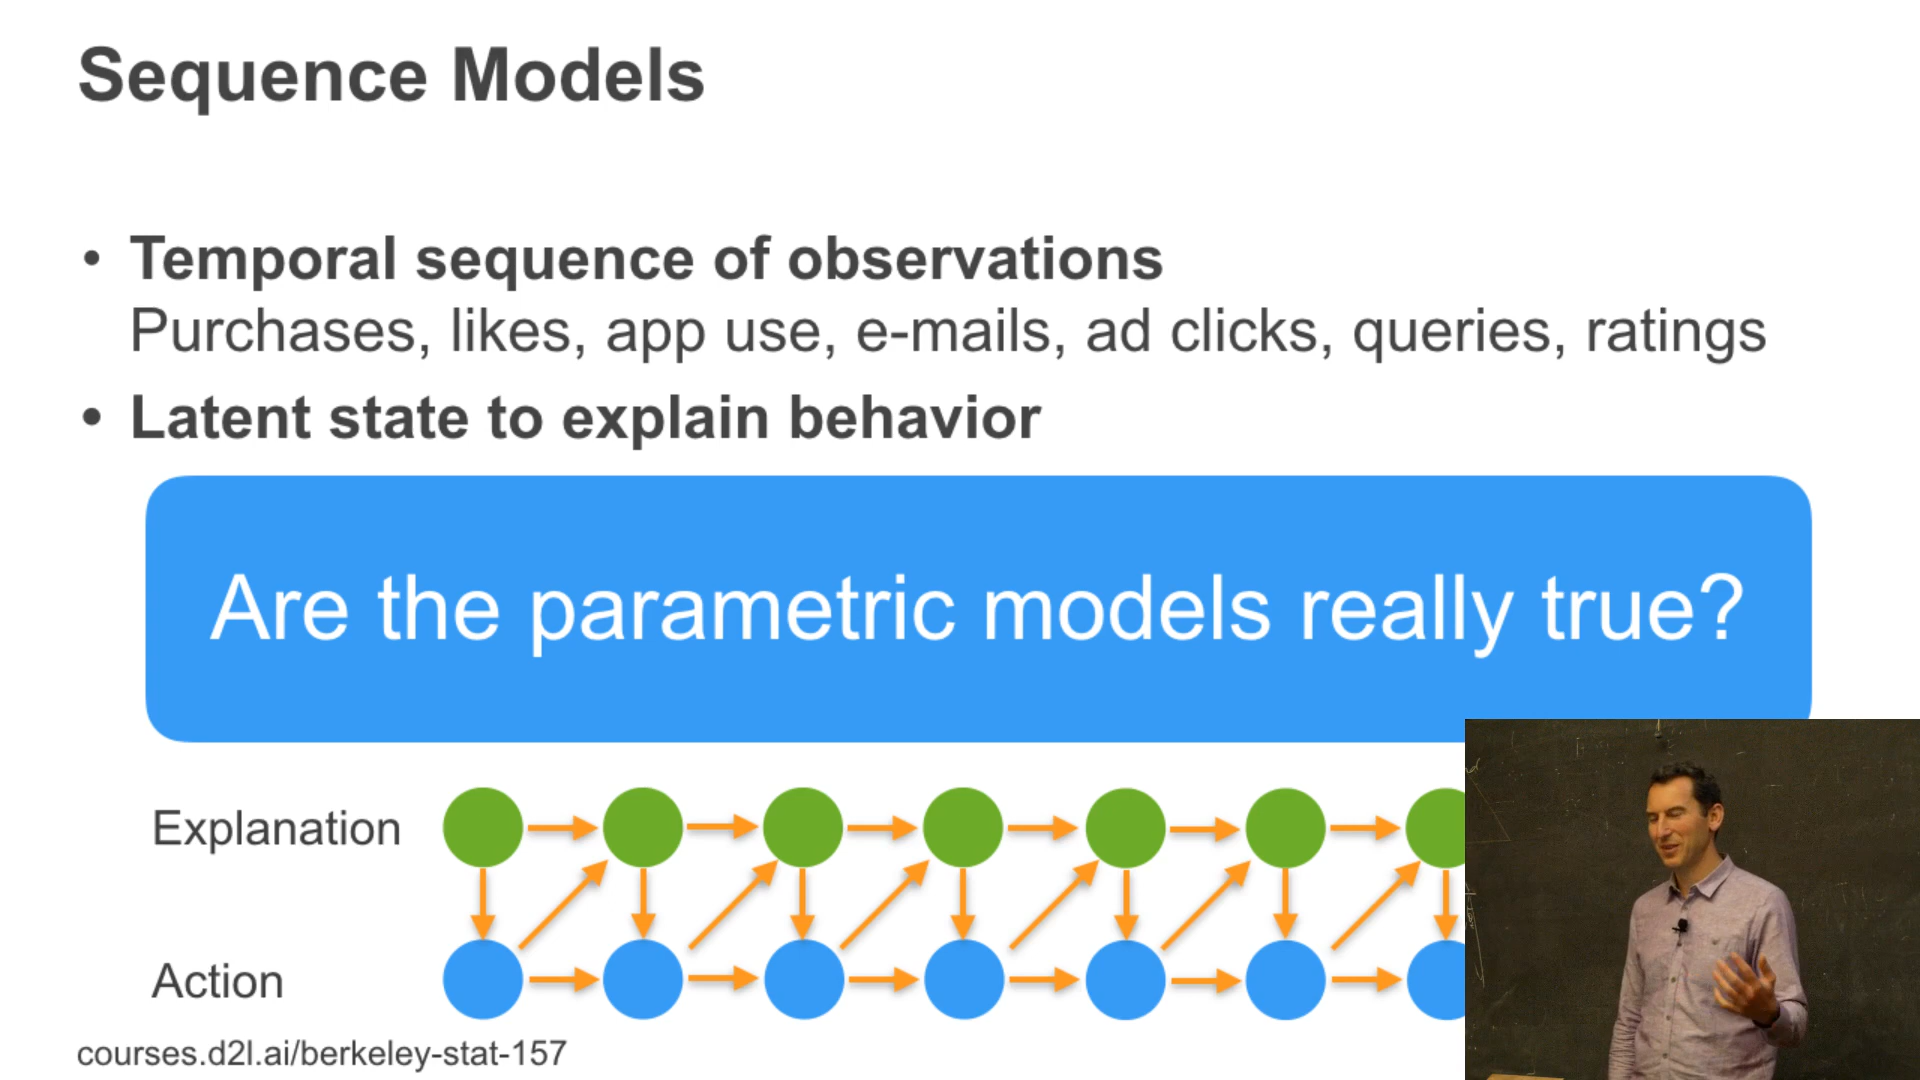 Sequence Models
• Temporal sequence of observations
Purchases, likes, app use, e-mails, ad clicks, queries, ratings
• Latent state to explain behavior
Are the parametric models really true?
Explanation
Action
courses.d2l.ai/berkeley-stat-157